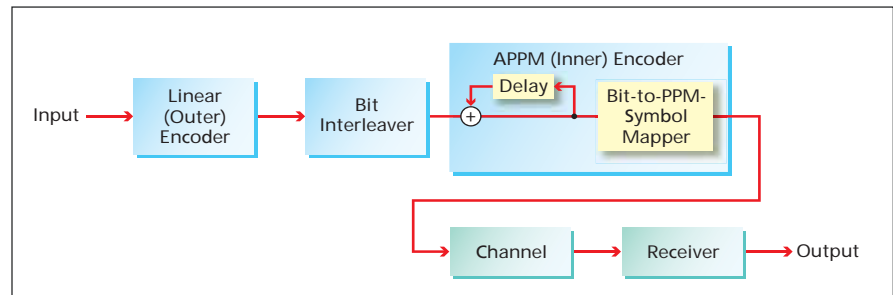 APPM (Inner) Encoder
Delay
Input
Linear
(Outer)
Encoder
Bit
Interleaver
+
Bit-to-PPM-
Symbol
Mapper
Channel
Receiver
Output